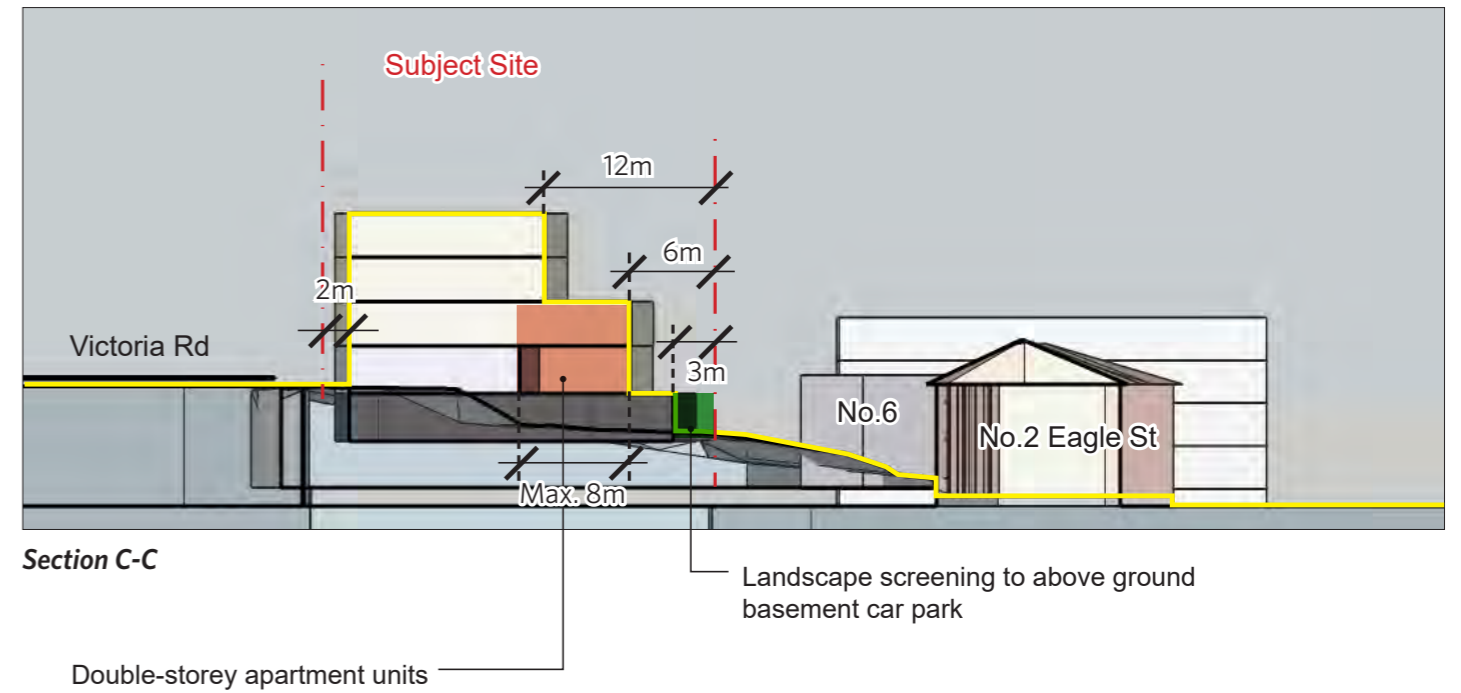 Subject Site
12m
6m
2m
Victoria Rd
3m
No.6
No.2 Eagle St
Max. 8m
Section C-C
Landscape screening to above ground
basement car park
Double-storey apartment units